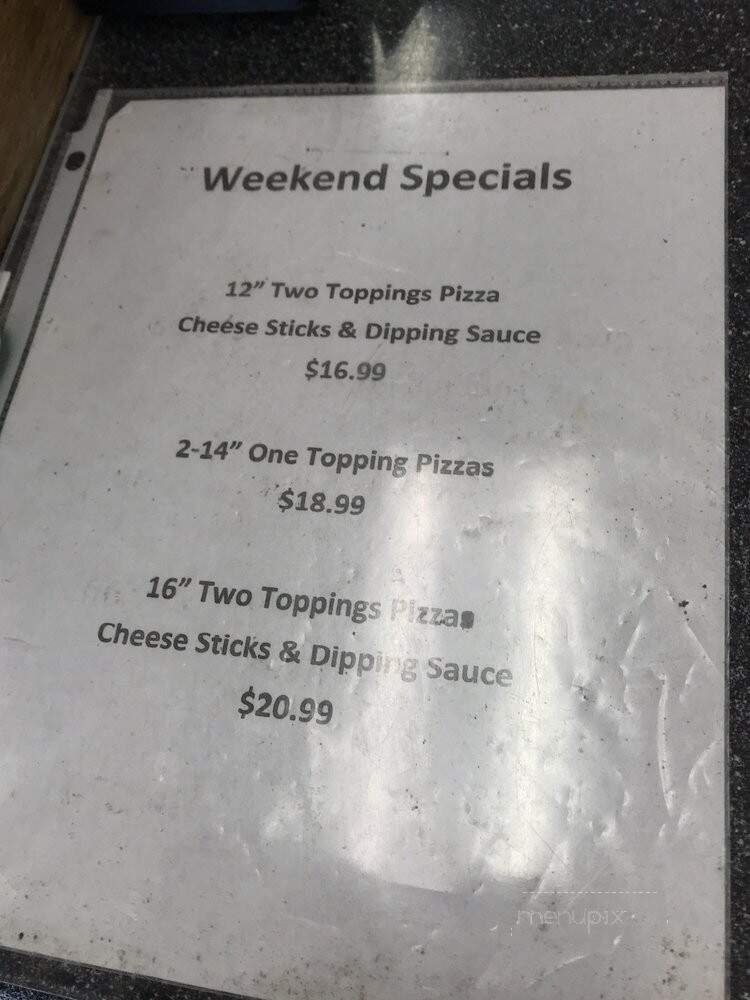 Weekend Specials
12" Two Toppings Pizza
Cheese Sticks & Dipping Sauce
$16.99
2-14" One Topping Pizzas
$18.99
16" Two Toppings Pizza
Cheese Sticks & Dipping Sauce
$20.99
menupix